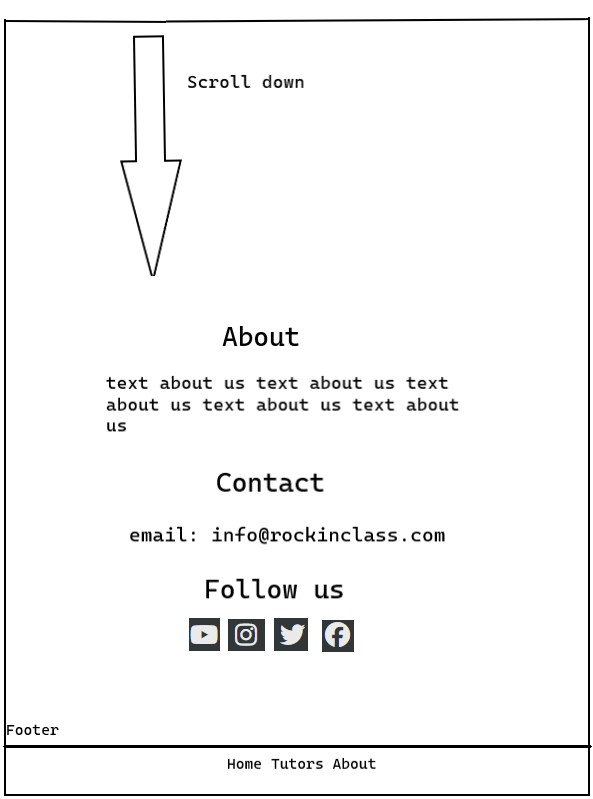 Scroll down
About
text about us text about us text
about us text about us text about
us
Contact
email: info@rockinclass.com
Follow us
Footer
Home Tutors About